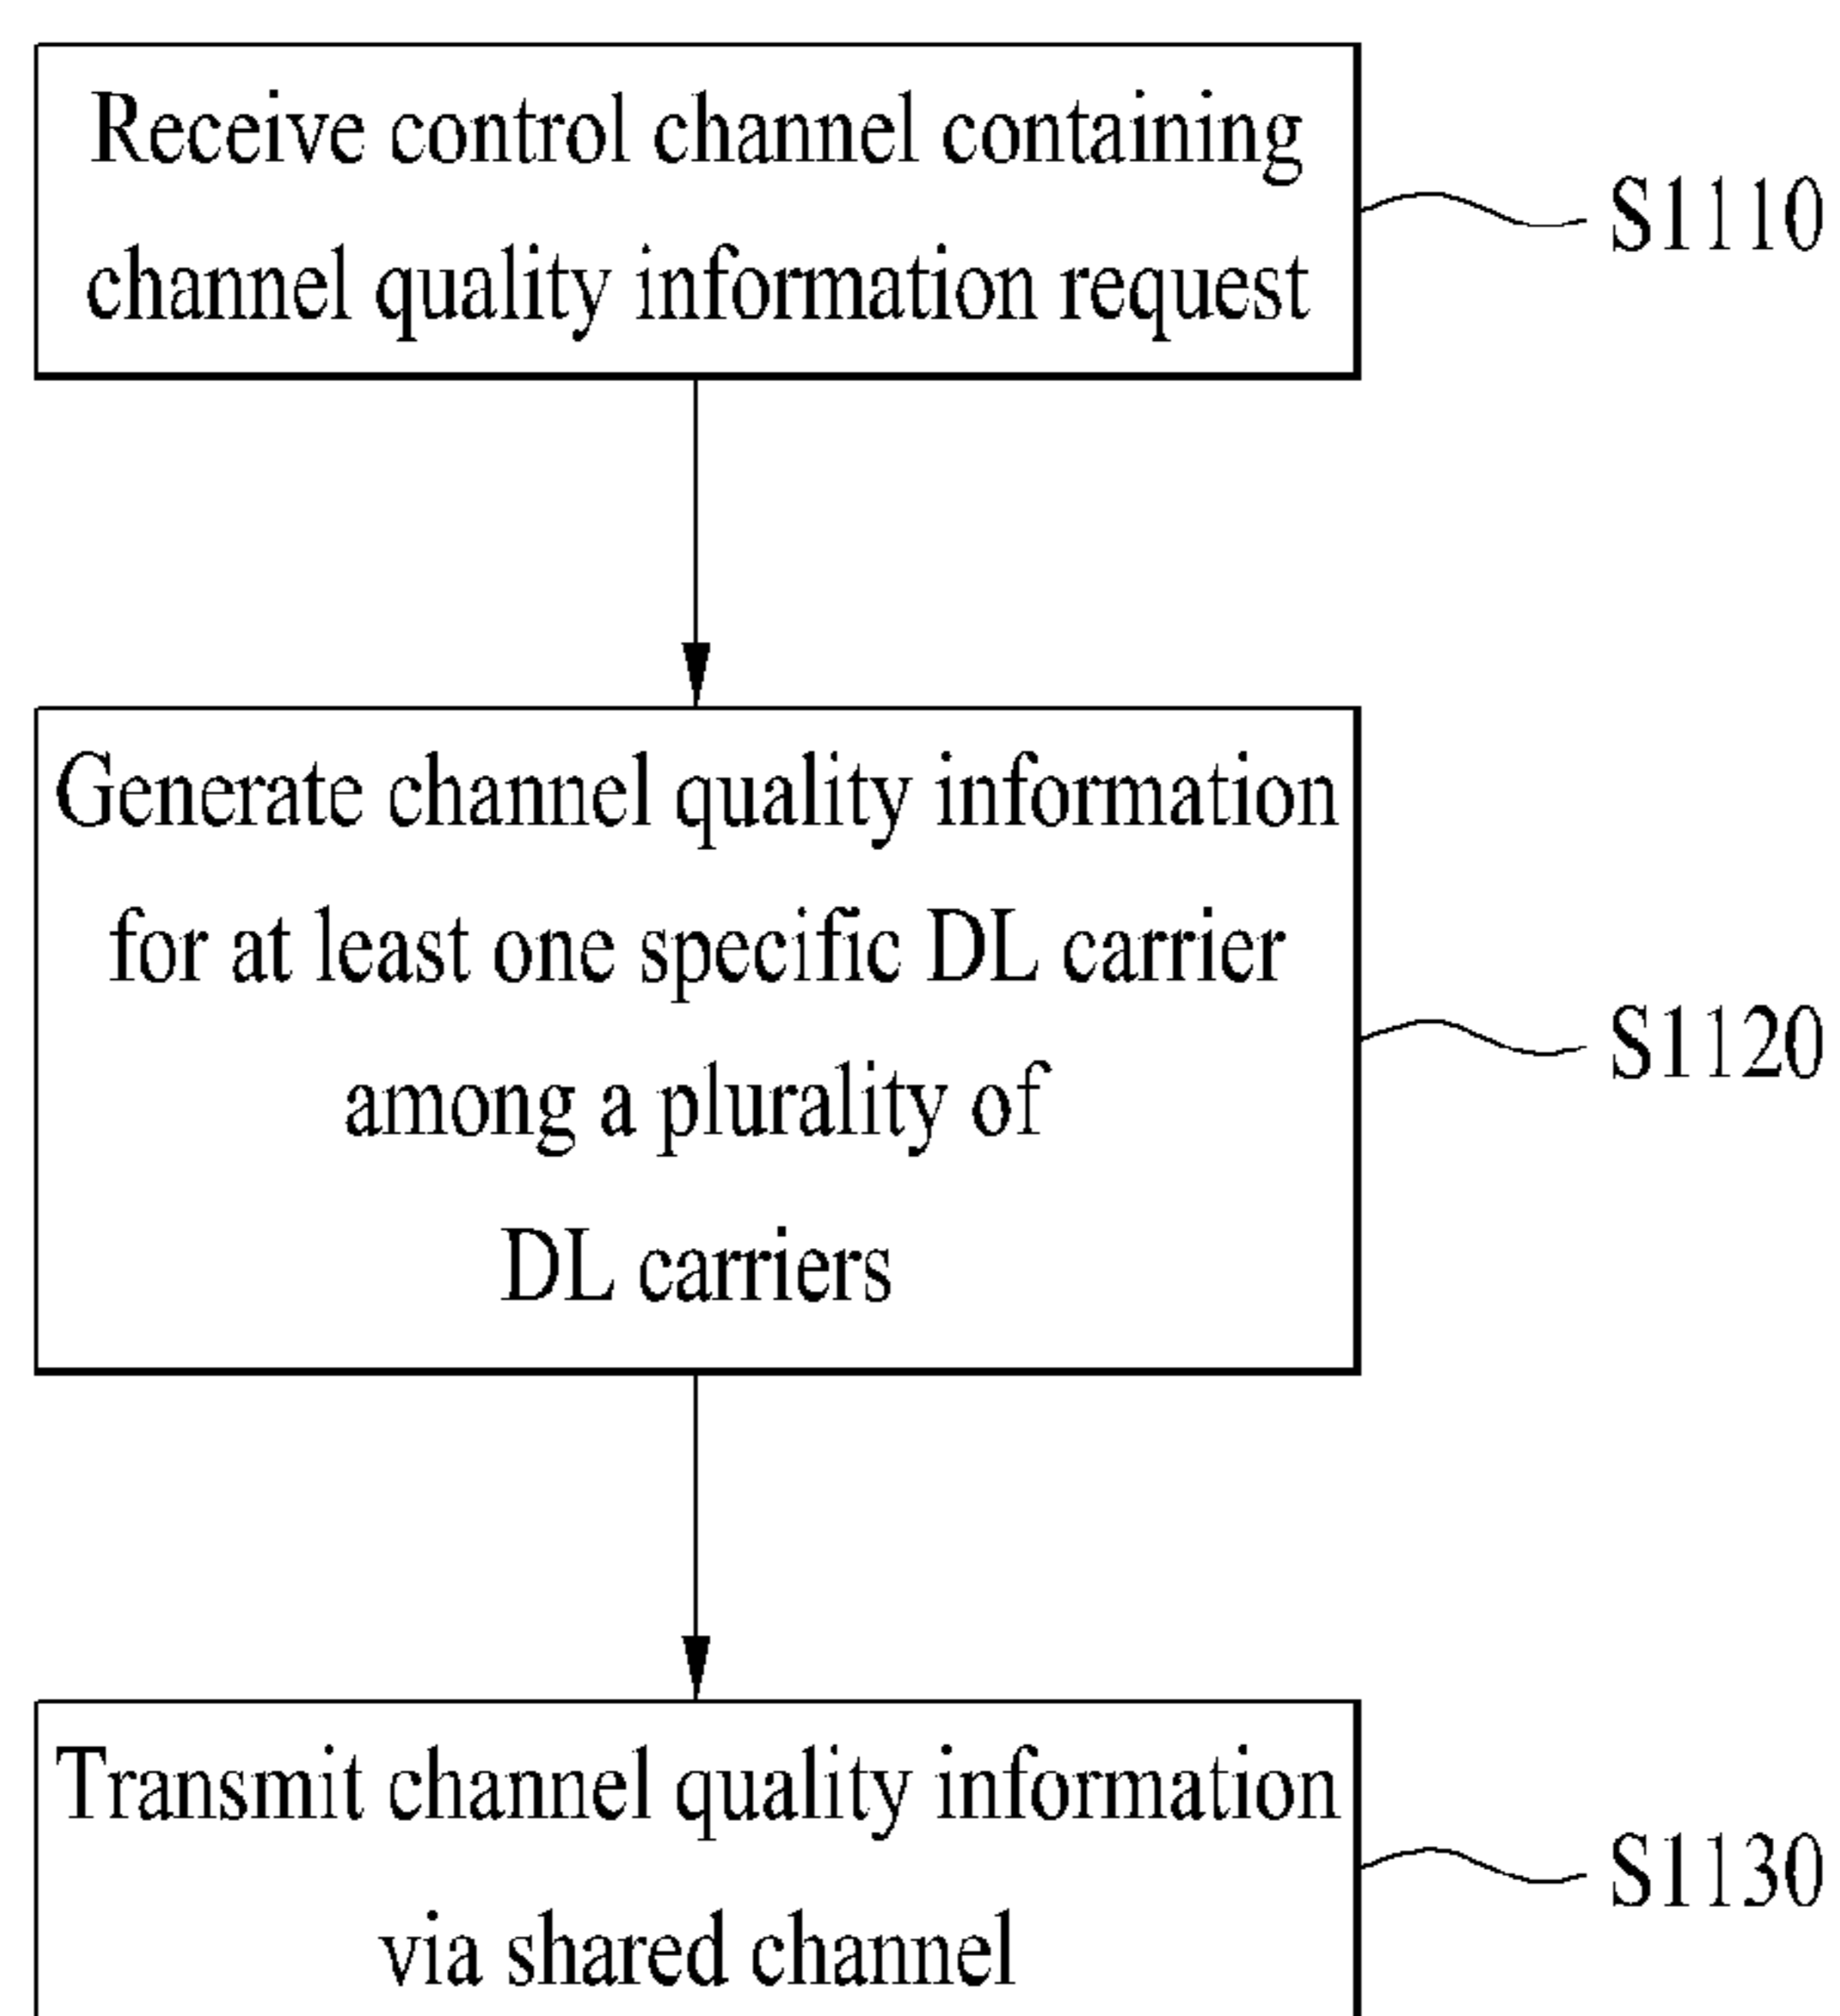 Receive control channel containing
channel quality information request
S1110
Generate channel quality information
for at least one specific DL carrier
among a plurality of
DL carriers
S1120
Transmit channel quality information
via shared channel
S1130